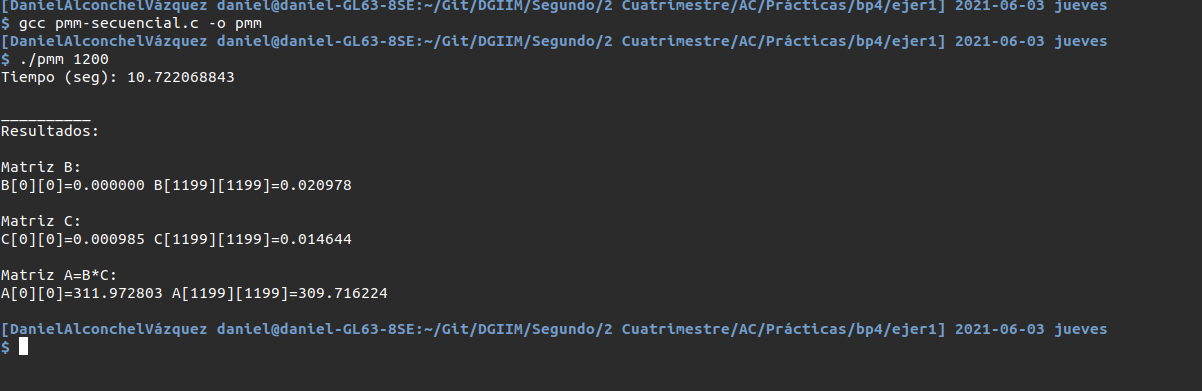 [DanielAlconchelVázquez daniel@daniel-GL63-8SE:~/Git/DGIIM/Segundo/2 Cuatrimestre/AC/Prácticas/bp4/ejer1] 2021-06-03 jueves
$ gcc pmm-secuencial.c -o pmm
[DanielAlconchelVázquez daniel@daniel-GL63-8SE:~/Git/DGIIM/Segundo/2 Cuatrimestre/AC/Prácticas/bp4/ejer1] 2021-06-03 jueves
$ ./pmm 1200
Tiempo (seg): 10.722068843
__________
Resultados:
Matriz B:
B[0][0]=0.000000 B[1199][1199]=0.020978
Matriz C:
C[0][0]=0.000985 C[1199][1199]=0.014644
Matriz A=B*C:
A[0][0]=311.972803 A[1199][1199]=309.716224
[DanielAlconchelVázquez daniel@daniel-GL63-8SE:~/Git/DGIIM/Segundo/2 Cuatrimestre/AC/Prácticas/bp4/ejer1] 2021-06-03 jueves
$